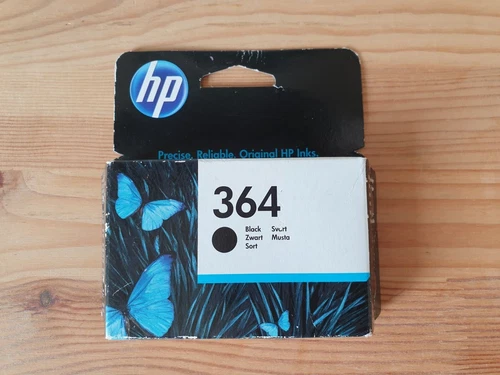 hp
Precise. Reliable. Original HP Inks.
364
Black Svart
Zwart Musta
Sort